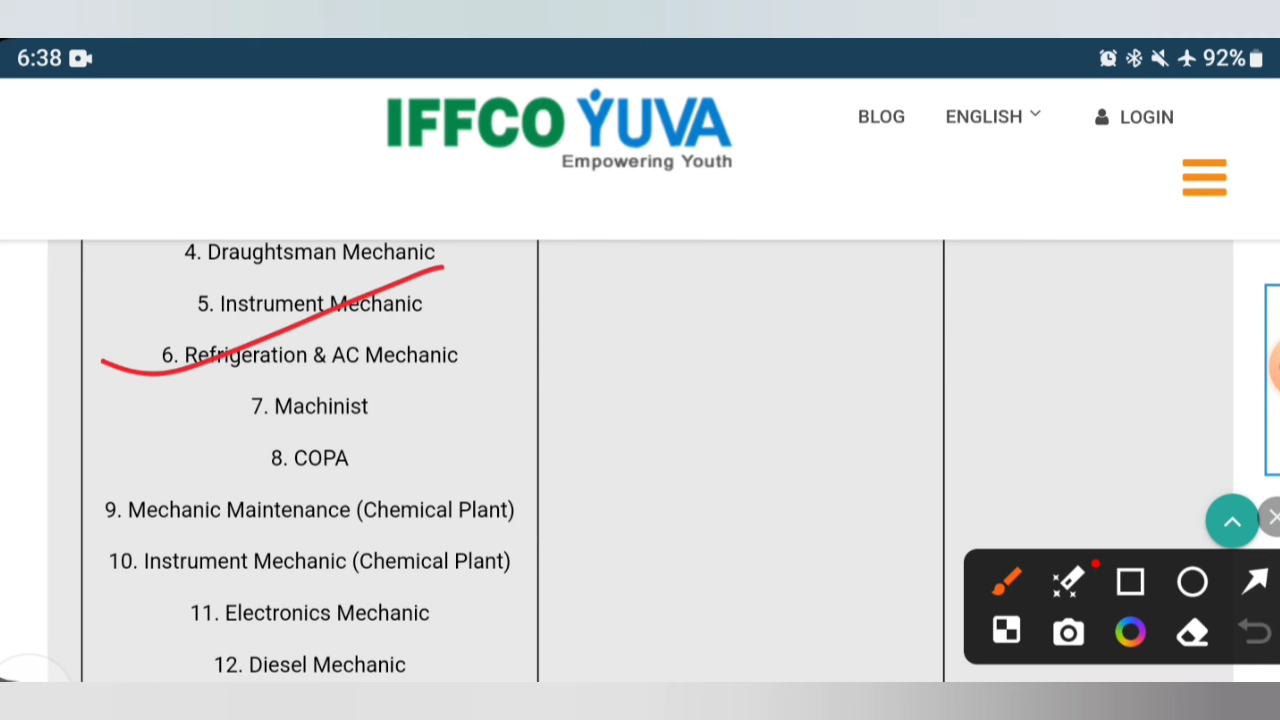 6:38 92%
IFFCO YUVA
Empowering Youth
BLOG ENGLISH LOGIN
4. Draughtsman Mechanic
5. Instrument Mechanic
6. Refrigeration & AC Mechanic
7. Machinist
8. COPA
9. Mechanic Maintenance (Chemical Plant)
10. Instrument Mechanic (Chemical Plant)
11. Electronics Mechanic
12. Diesel Mechanic